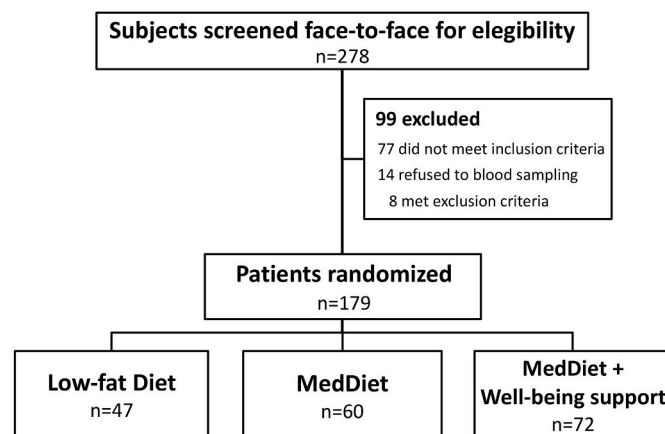 Subjects screened face-to-face for elegibility
n=278
99 excluded
77 did not meet inclusion criteria
14 refused to blood sampling
8 met exclusion criteria
Patients randomized
n=179
Low-fat Diet
n=47
MedDiet
n=60
MedDiet +
Well-being support
n=72